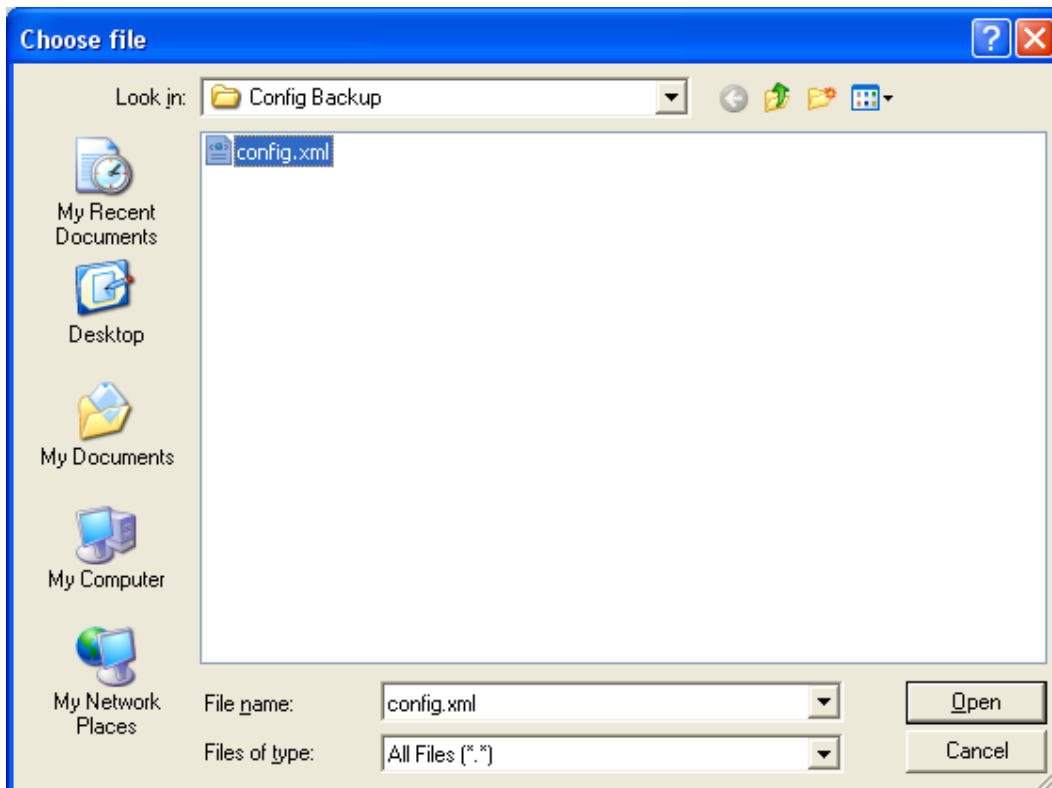 Choose file
Look in:
Config Backup
config.xml
My Recent
Documents
Desktop
My Documents
My Computer
My Network
Places
File name:
config.xml
Open
Files of type:
All Files (*.*)
Cancel